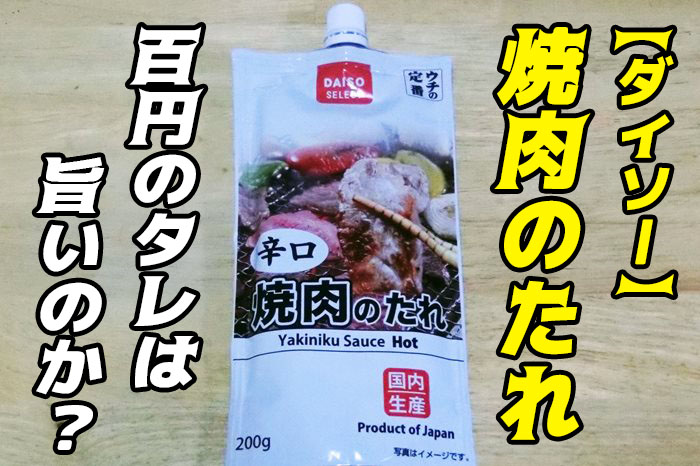 【ダイソー】
焼肉のたれ
百円のタレは
旨いのか？
DAISO
SELECT
ウチの
定番
辛口
焼肉のたれ
Yakiniku Sauce Hot
国内
生産
Product of Japan
200g
写真はイメージです。